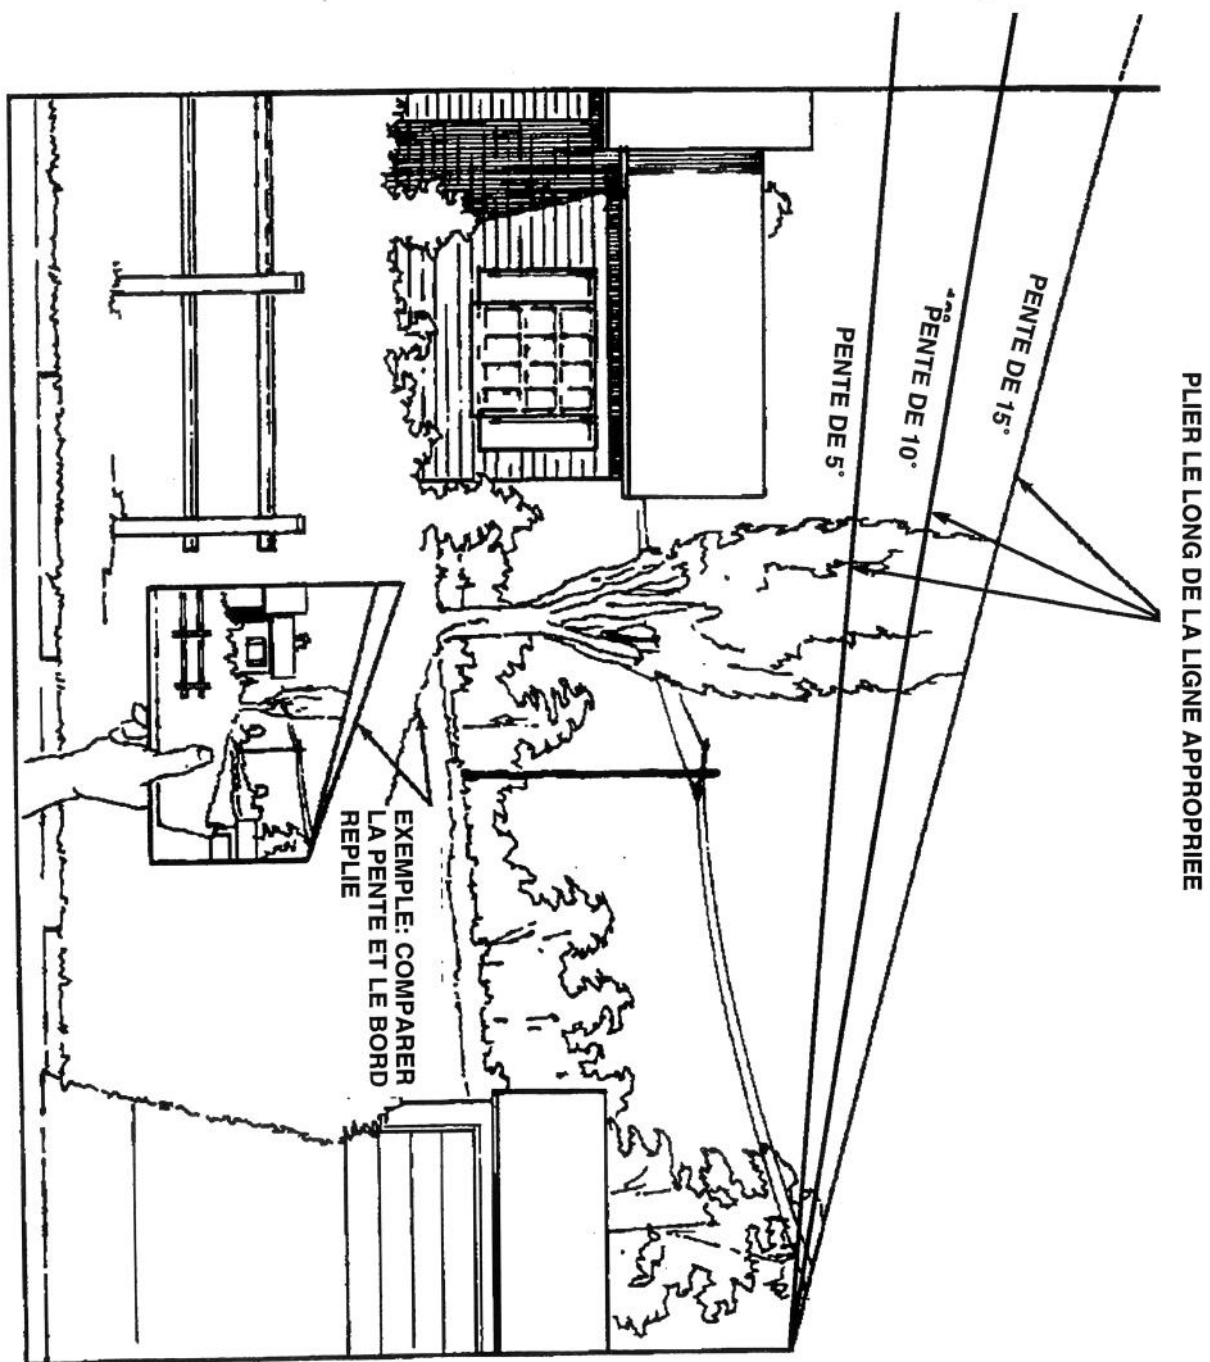 PLIER LE LONG DE LA LIGNE APPROPRIEE
PENTE DE 15°
PENTE DE 10°
PENTE DE 5°
EXEMPLE: COMPARER
LA PENTE ET LE BORD
REPLIE